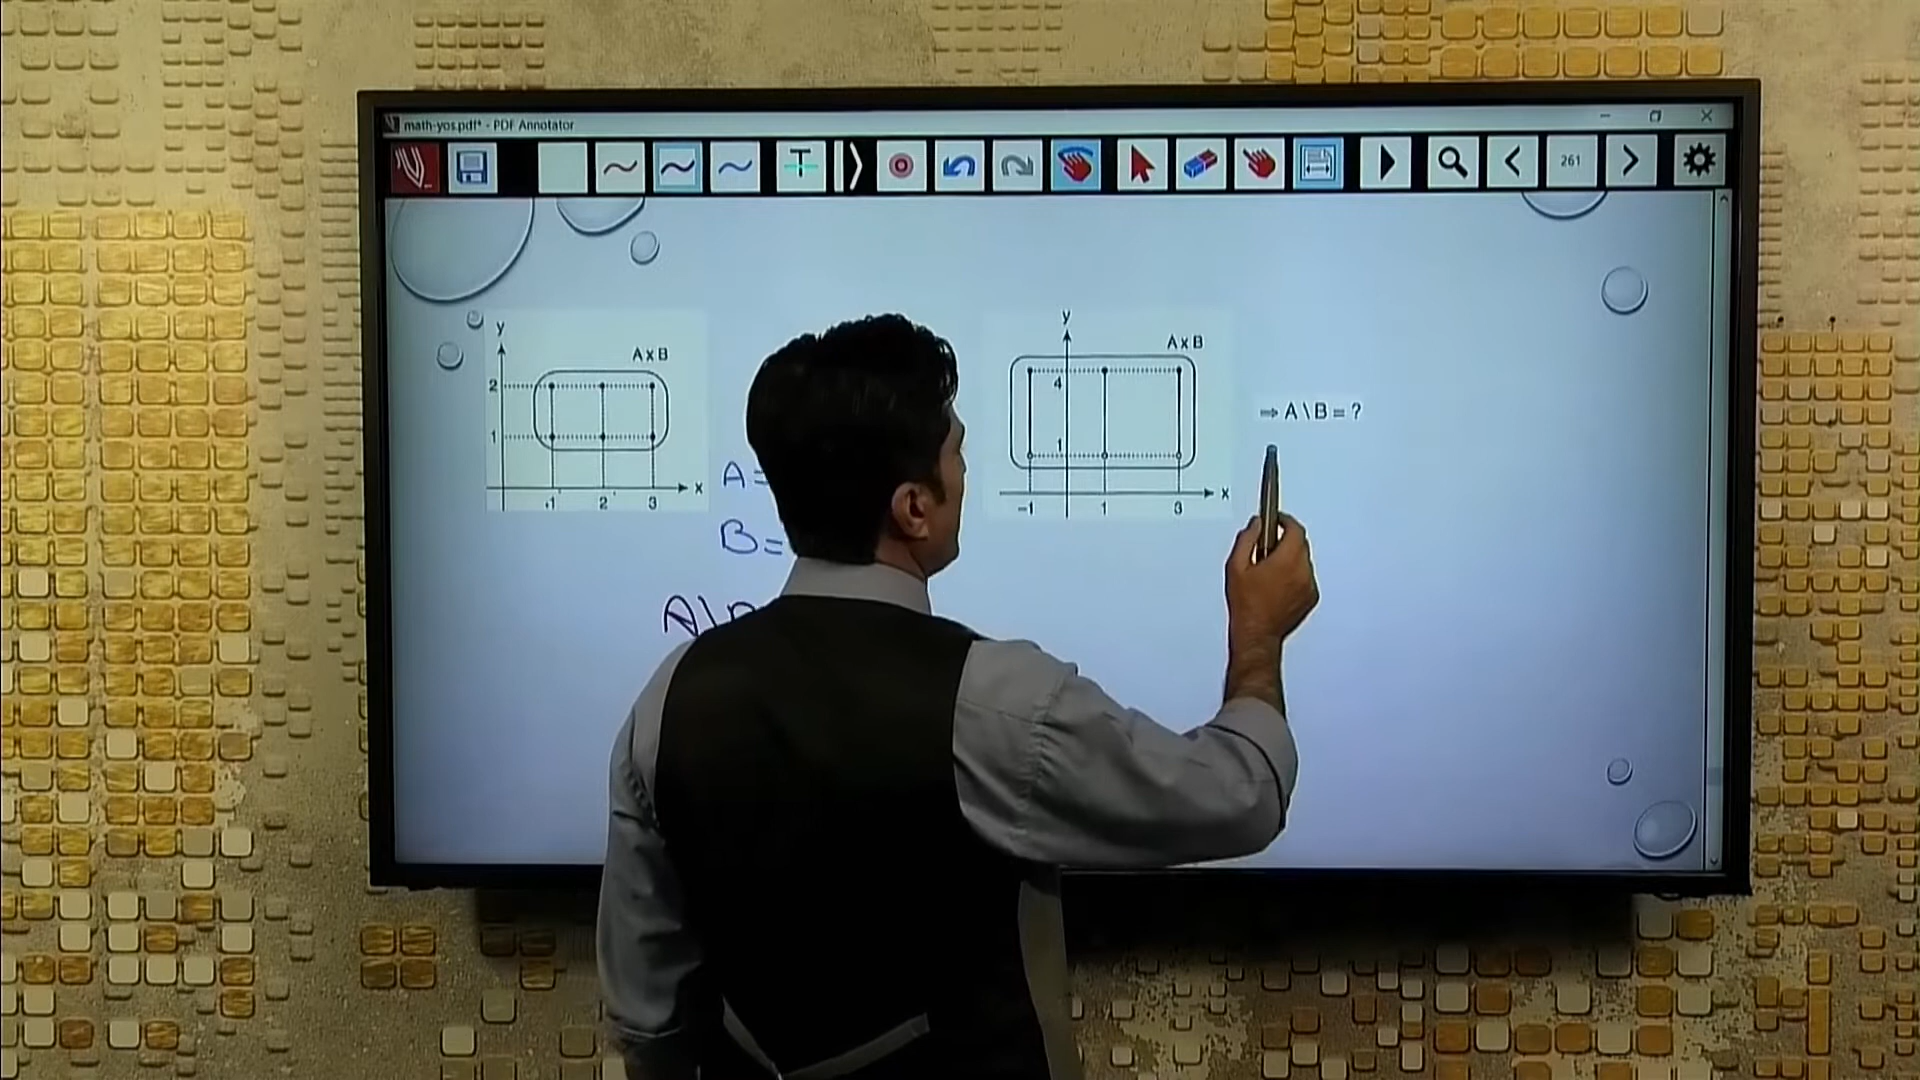 math-yos.pdf* - PDF Annotator
261
y
A x B
2
1
x
1
2
3
A =
B =
A \
y
A x B
4
1
x
-1
1
3
⇒ A \ B = ?